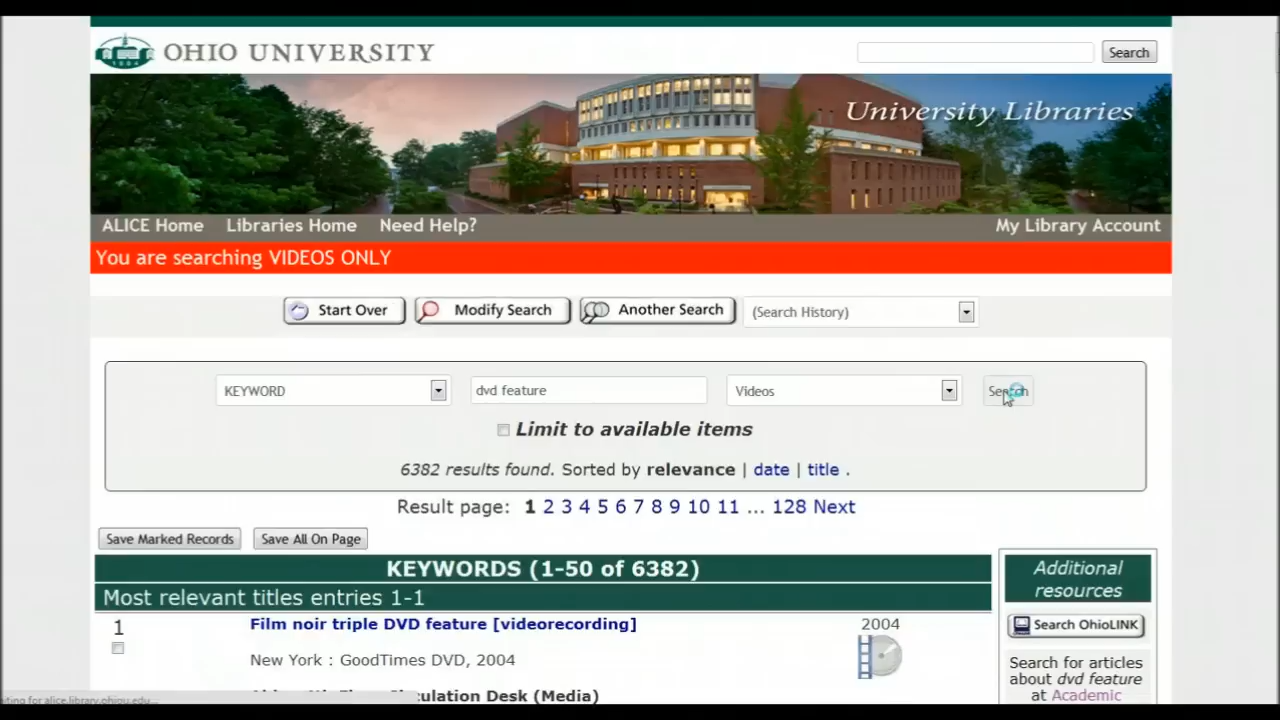 OHIO UNIVERSITY
Search
University Libraries
ALICE Home Libraries Home Need Help? My Library Account
You are searching VIDEOS ONLY
Start Over Modify Search Another Search (Search History)
KEYWORD dvd feature Videos Search
Limit to available items
6382 results found. Sorted by relevance | date | title .
Result page: 1 2 3 4 5 6 7 8 9 10 11 ... 128 Next
Save Marked Records Save All On Page
KEYWORDS (1-50 of 6382)
Additional
resources
Most relevant titles entries 1-1
1 Film noir triple DVD feature [videorecording] 2004
Search OhioLINK
New York : GoodTimes DVD, 2004
Search for articles
about dvd feature
at Academic
Circulation Desk (Media)